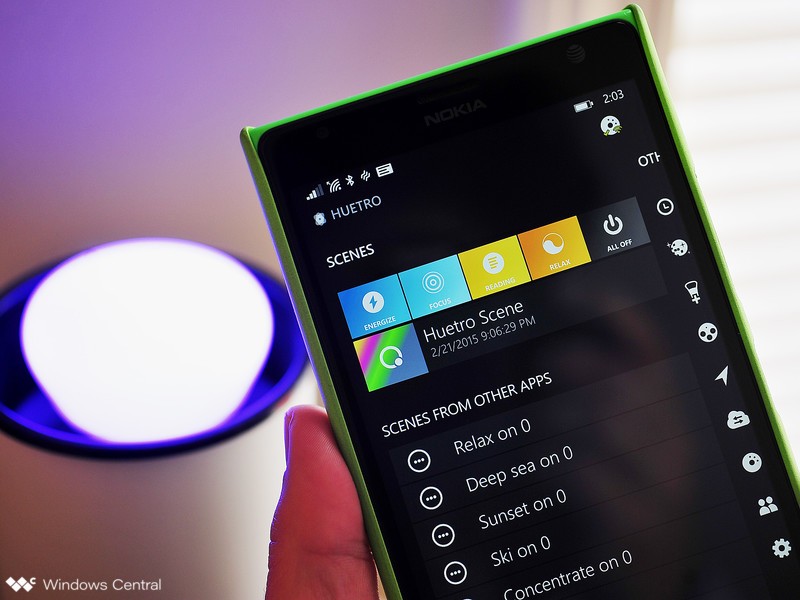 NOKIA
2:03
HUETRO
OTH
SCENES
ENERGIZE
FOCUS
READING
RELAX
ALL OFF
Huetro Scene
2/21/2015 9:06:29 PM
SCENES FROM OTHER APPS
Relax on 0
Deep sea on 0
Sunset on 0
Ski on 0
Concentrate on 0
Windows Central